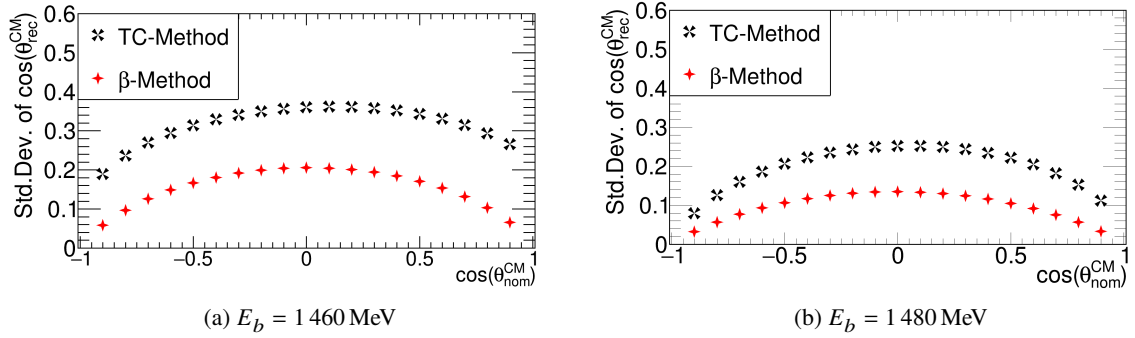 Std.Dev. of cos(θ_rec^CM)
0.6
0.5
0.4
0.3
0.2
0.1
0
TC-Method
β-Method
−1
−0.5
0
0.5
1
cos(θ_nom^CM)
(a) E_b = 1 460 MeV
Std.Dev. of cos(θ_rec^CM)
0.6
0.5
0.4
0.3
0.2
0.1
0
TC-Method
β-Method
−1
−0.5
0
0.5
1
cos(θ_nom^CM)
(b) E_b = 1 480 MeV